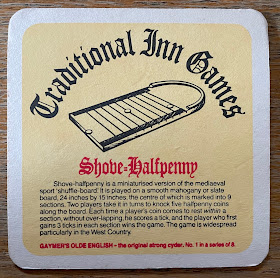 Traditional Inn Games
Shove-Halfpenny
Shove-halfpenny is a miniaturised version of the mediaeval
sport 'shuffle-board'. It is played on a smooth mahogany or slate
board, 24 inches by 15 inches, the centre of which is marked into 9
sections. Two players take it in turns to knock five halfpenny coins
along the board. Each time a player's coin comes to rest within a
section, without over-lapping, he scores a tick, and the player who first
gains 3 ticks in each section wins the game. The game is widespread
particularly in the West Country.
GAYMER'S OLDE ENGLISH - the original strong cyder. No. 1 in a series of 8.